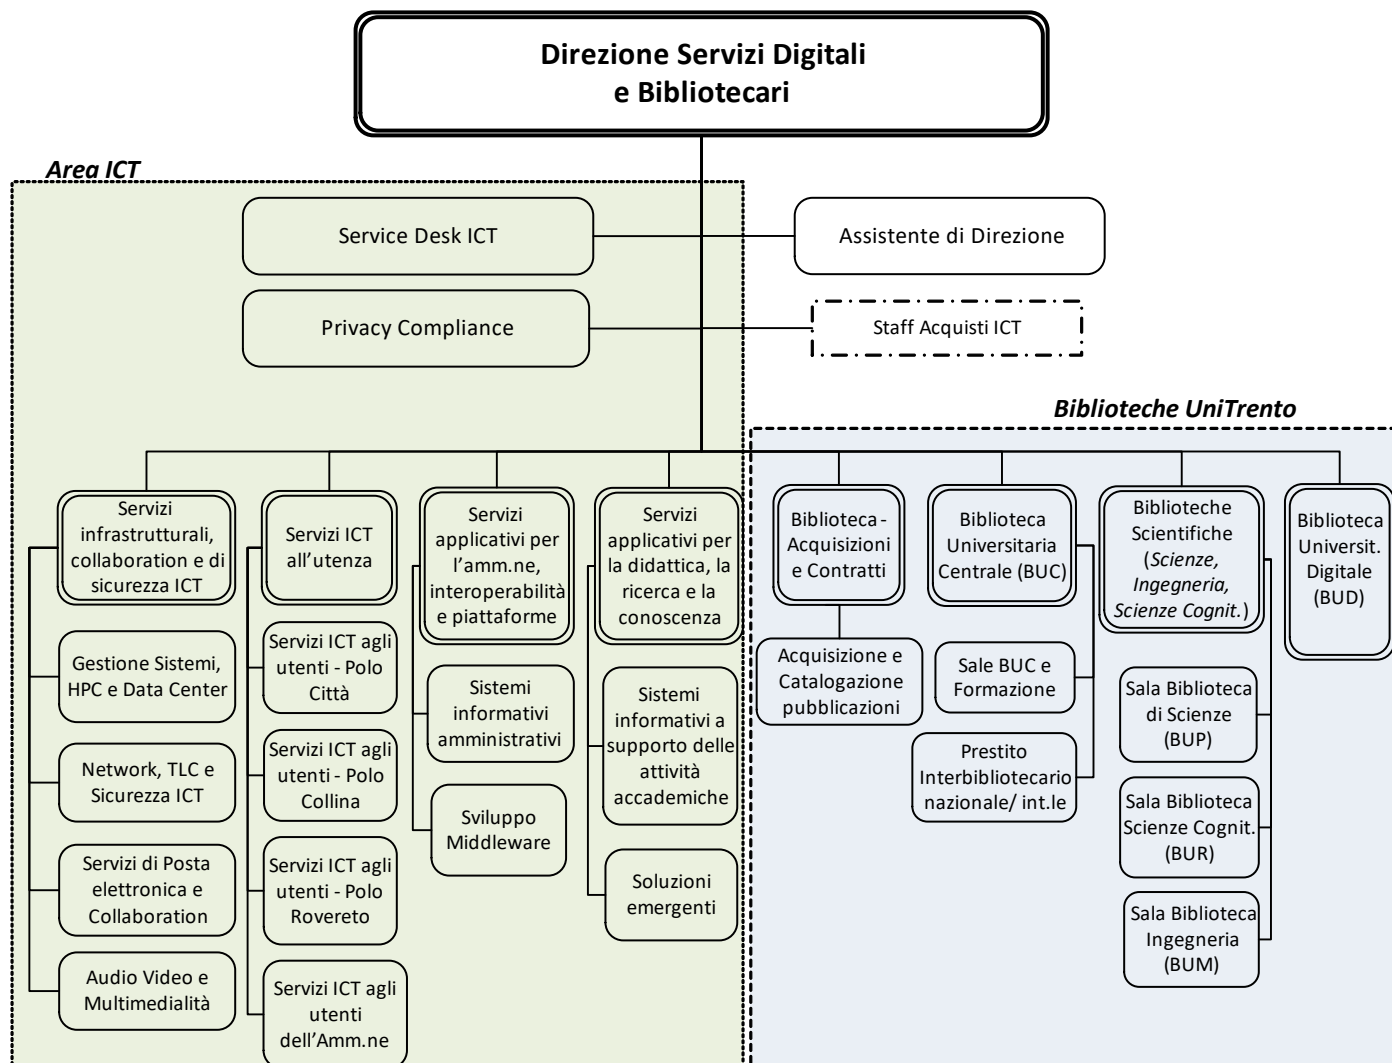 Direzione Servizi Digitali
e Bibliotecari
Area ICT
Service Desk ICT
Assistente di Direzione
Privacy Compliance
Staff Acquisti ICT
Biblioteche UniTrento
Servizi
infrastrutturali,
collaboration e di
sicurezza ICT
Gestione Sistemi,
HPC e Data Center
Network, TLC e
Sicurezza ICT
Servizi di Posta
elettronica e
Collaboration
Audio Video e
Multimedialità
Servizi ICT
all'utenza
Servizi ICT agli
utenti - Polo
Città
Servizi ICT agli
utenti - Polo
Collina
Servizi ICT agli
utenti - Polo
Rovereto
Servizi ICT agli
utenti
dell'Amm.ne
Servizi
applicativi per
l'amm.ne,
interoperabilità
e piattaforme
Sistemi
informativi
amministrativi
Sviluppo
Middleware
Servizi
applicativi per
la didattica, la
ricerca e la
conoscenza
Sistemi
informativi a
supporto delle
attività
accademiche
Soluzioni
emergenti
Biblioteca -
Acquisizioni
e Contratti
Acquisizione e
Catalogazione
pubblicazioni
Biblioteca
Universitaria
Centrale (BUC)
Sale BUC e
Formazione
Prestito
Interbibliotecario
nazionale/ int.le
Biblioteche
Scientifiche
(Scienze,
Ingegneria,
Scienze Cognit.)
Sala Biblioteca
di Scienze
(BUP)
Sala Biblioteca
Scienze Cognit.
(BUR)
Sala Biblioteca
Ingegneria
(BUM)
Biblioteca
Universit.
Digitale
(BUD)